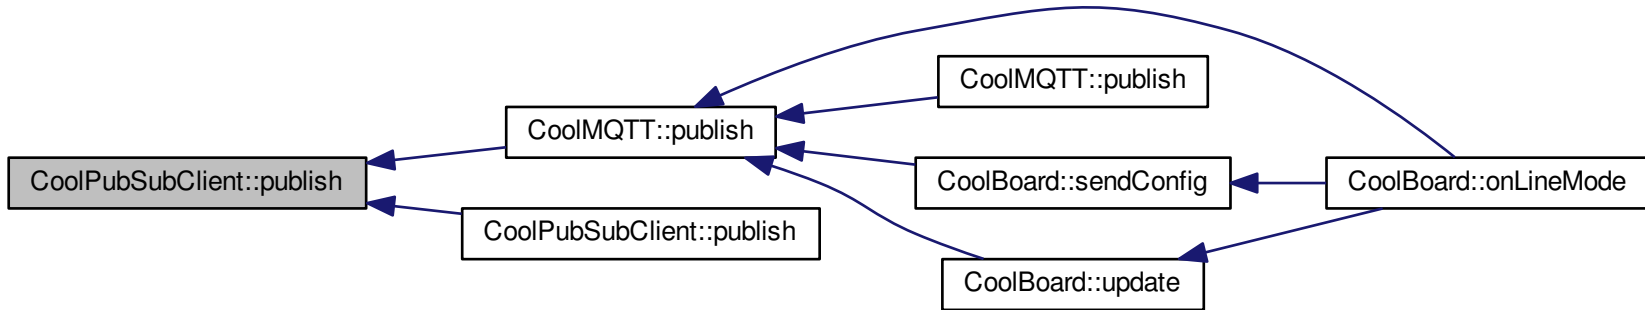 CoolPubSubClient::publish
CoolMQTT::publish
CoolPubSubClient::publish
CoolMQTT::publish
CoolBoard::sendConfig
CoolBoard::update
CoolBoard::onLineMode